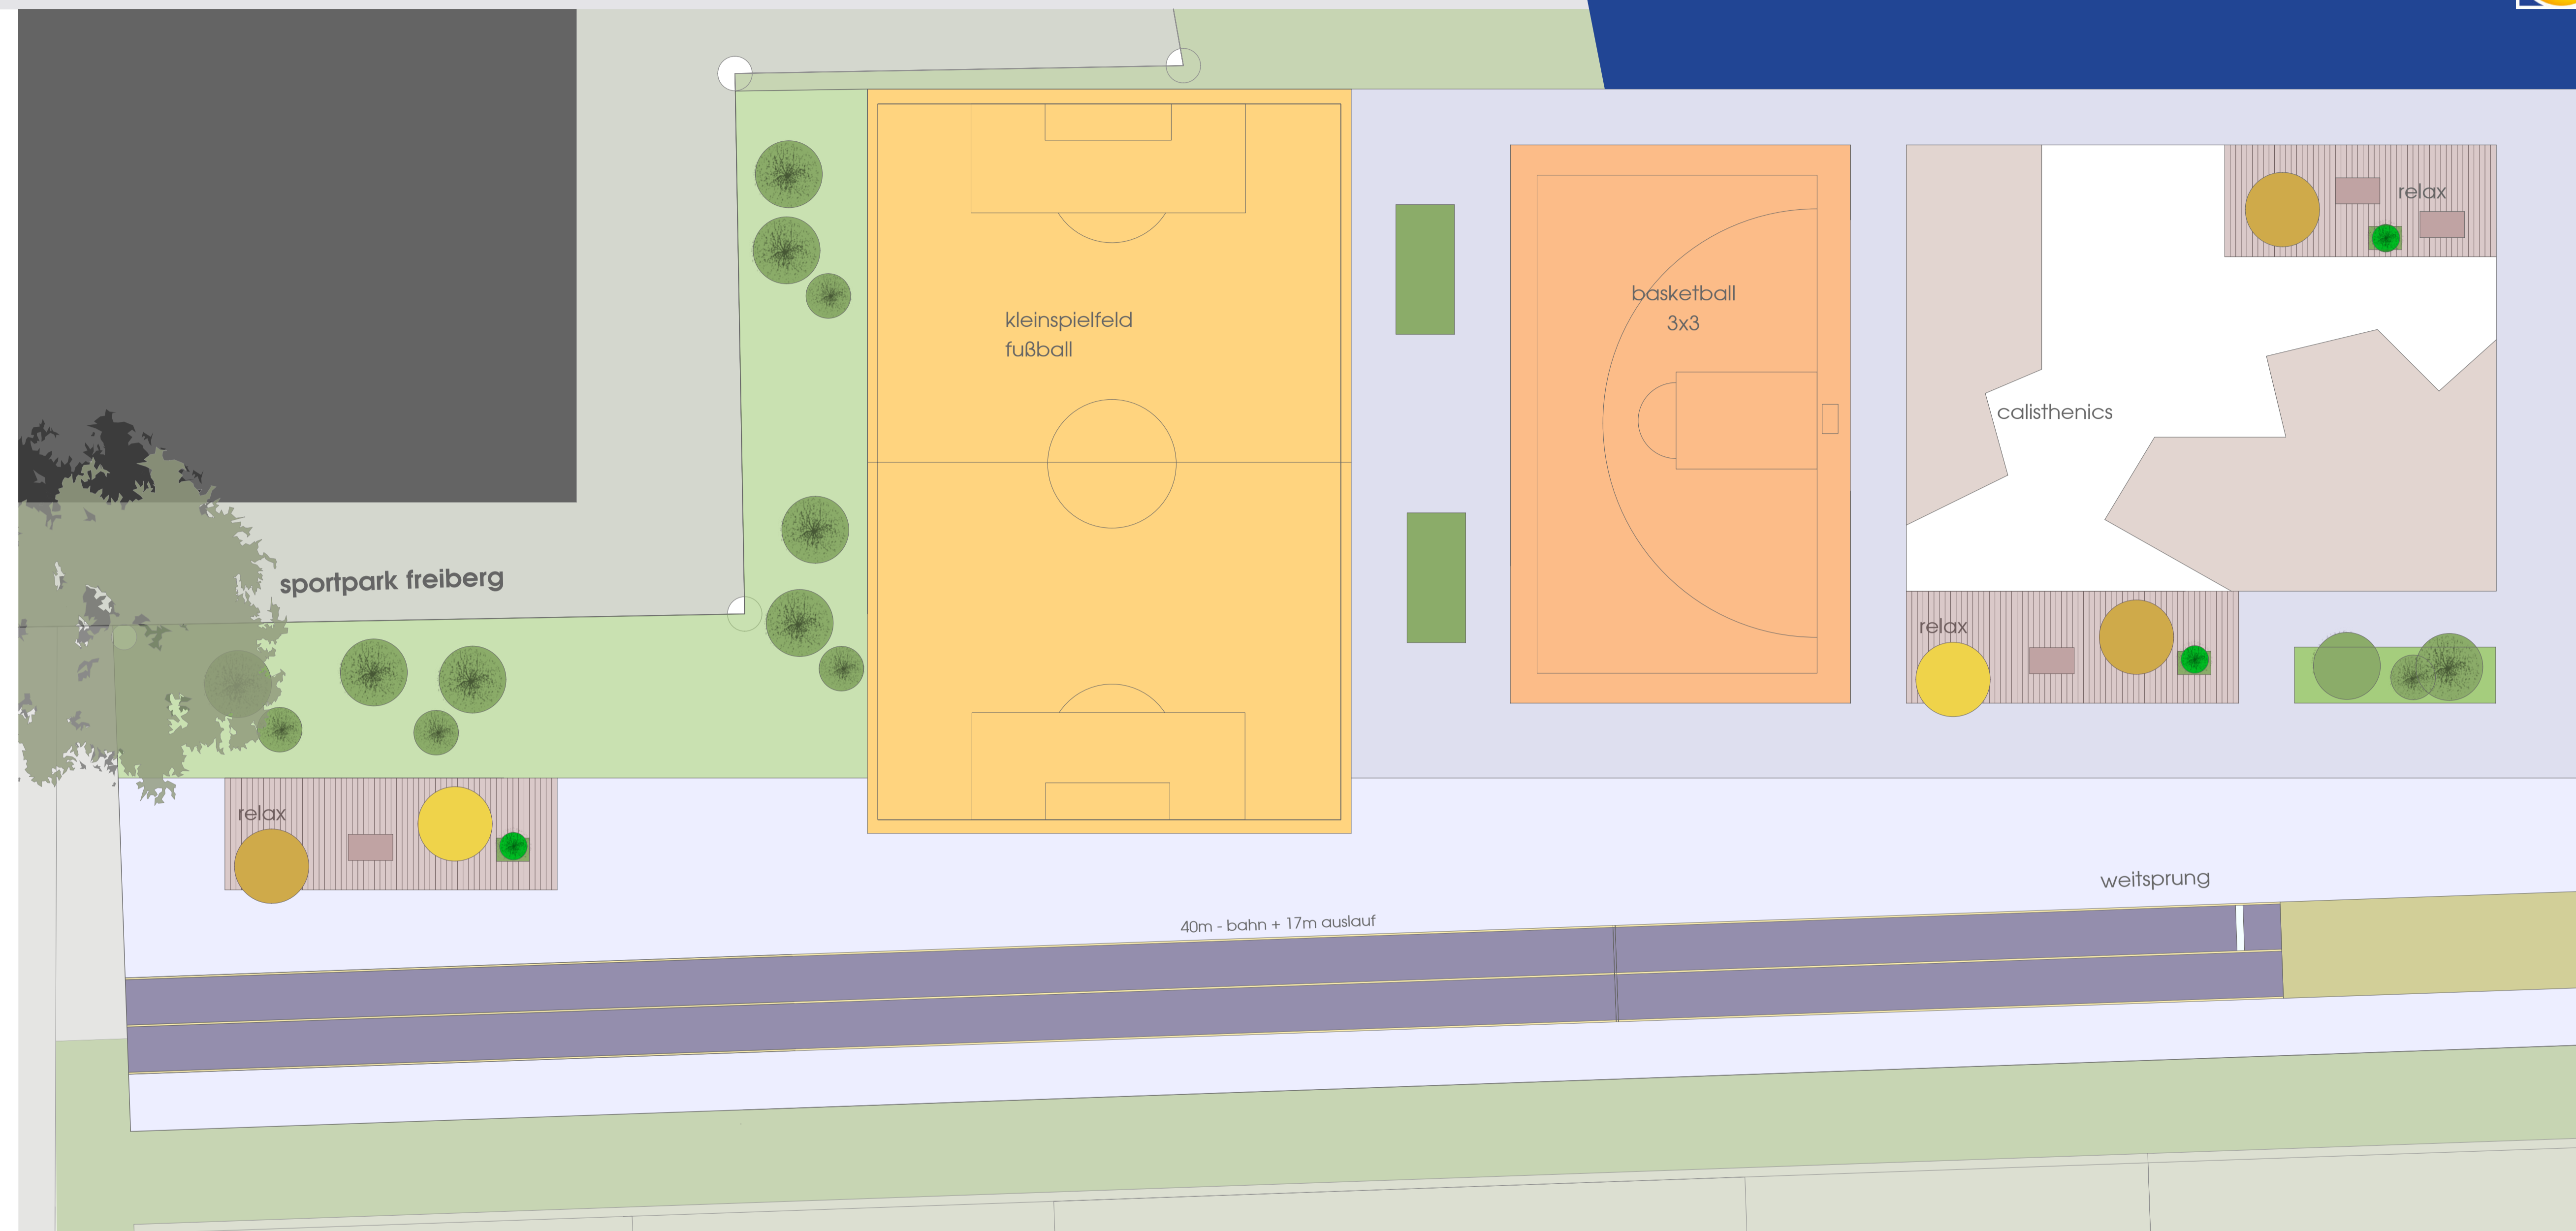 relax
basketball
3x3
kleinspielfeld
fußball
calisthenics
sportpark freiberg
relax
relax
weitsprung
40m - bahn + 17m auslauf